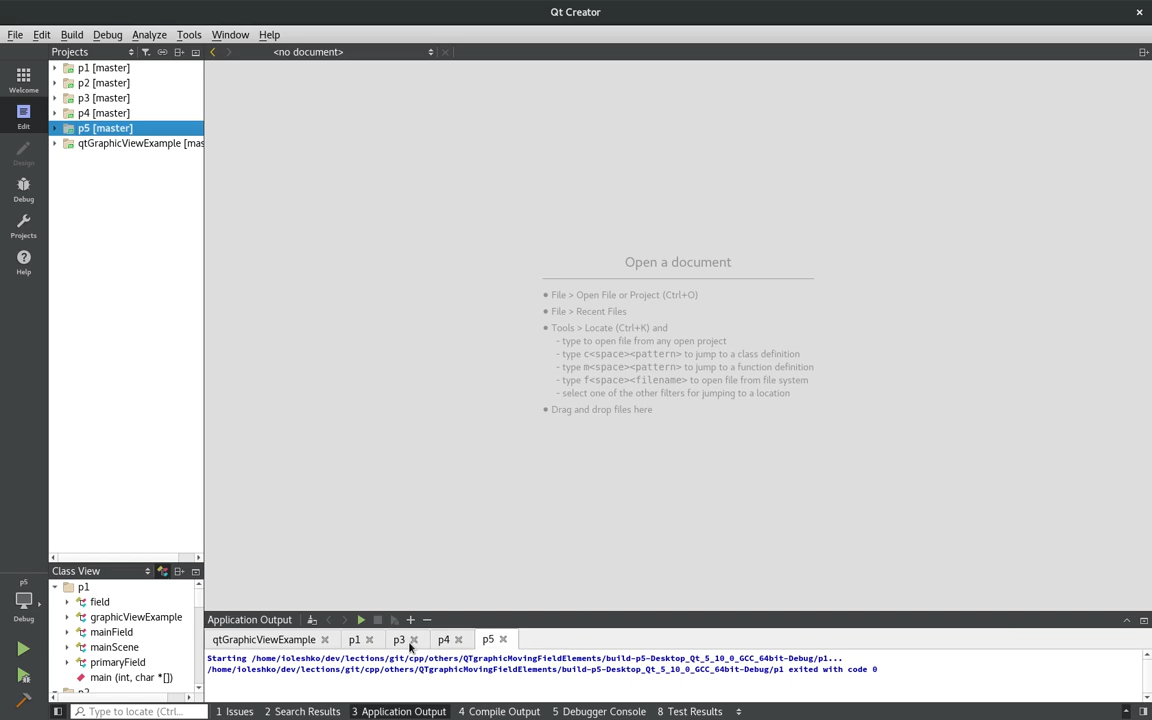 Qt Creator
File Edit Build Debug Analyze Tools Window Help
Projects
<no document>
Welcome
Edit
Design
Debug
Projects
Help
p1 [master]
p2 [master]
p3 [master]
p4 [master]
p5 [master]
qtGraphicViewExample [mas
Open a document
• File > Open File or Project (Ctrl+O)
• File > Recent Files
• Tools > Locate (Ctrl+K) and
- type to open file from any open project
- type c<space><pattern> to jump to a class definition
- type m<space><pattern> to jump to a function definition
- type f<space><filename> to open file from file system
- select one of the other filters for jumping to a location
• Drag and drop files here
Class View
p1
field
graphicViewExample
mainField
mainScene
primaryField
main (int, char *[])
p2
p5
Debug
Application Output
qtGraphicViewExample p1 p3 p4 p5
Starting /home/ioleshko/dev/lections/git/cpp/others/QTgraphicMovingFieldElements/build-p5-Desktop_Qt_5_10_0_GCC_64bit-Debug/p1...
/home/ioleshko/dev/lections/git/cpp/others/QTgraphicMovingFieldElements/build-p5-Desktop_Qt_5_10_0_GCC_64bit-Debug/p1 exited with code 0
Type to locate (Ctrl...
1 Issues 2 Search Results 3 Application Output 4 Compile Output 5 Debugger Console 8 Test Results